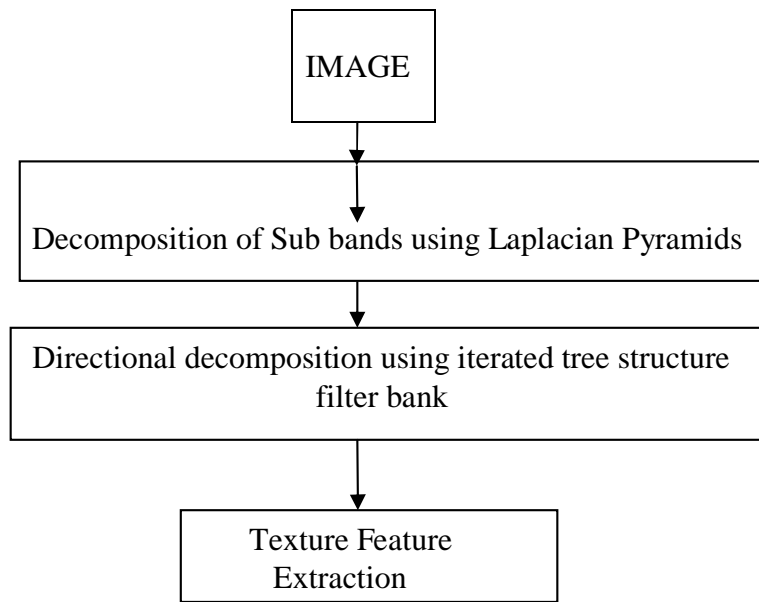 IMAGE
Decomposition of Sub bands using Laplacian Pyramids
Directional decomposition using iterated tree structure
filter bank
Texture Feature
Extraction